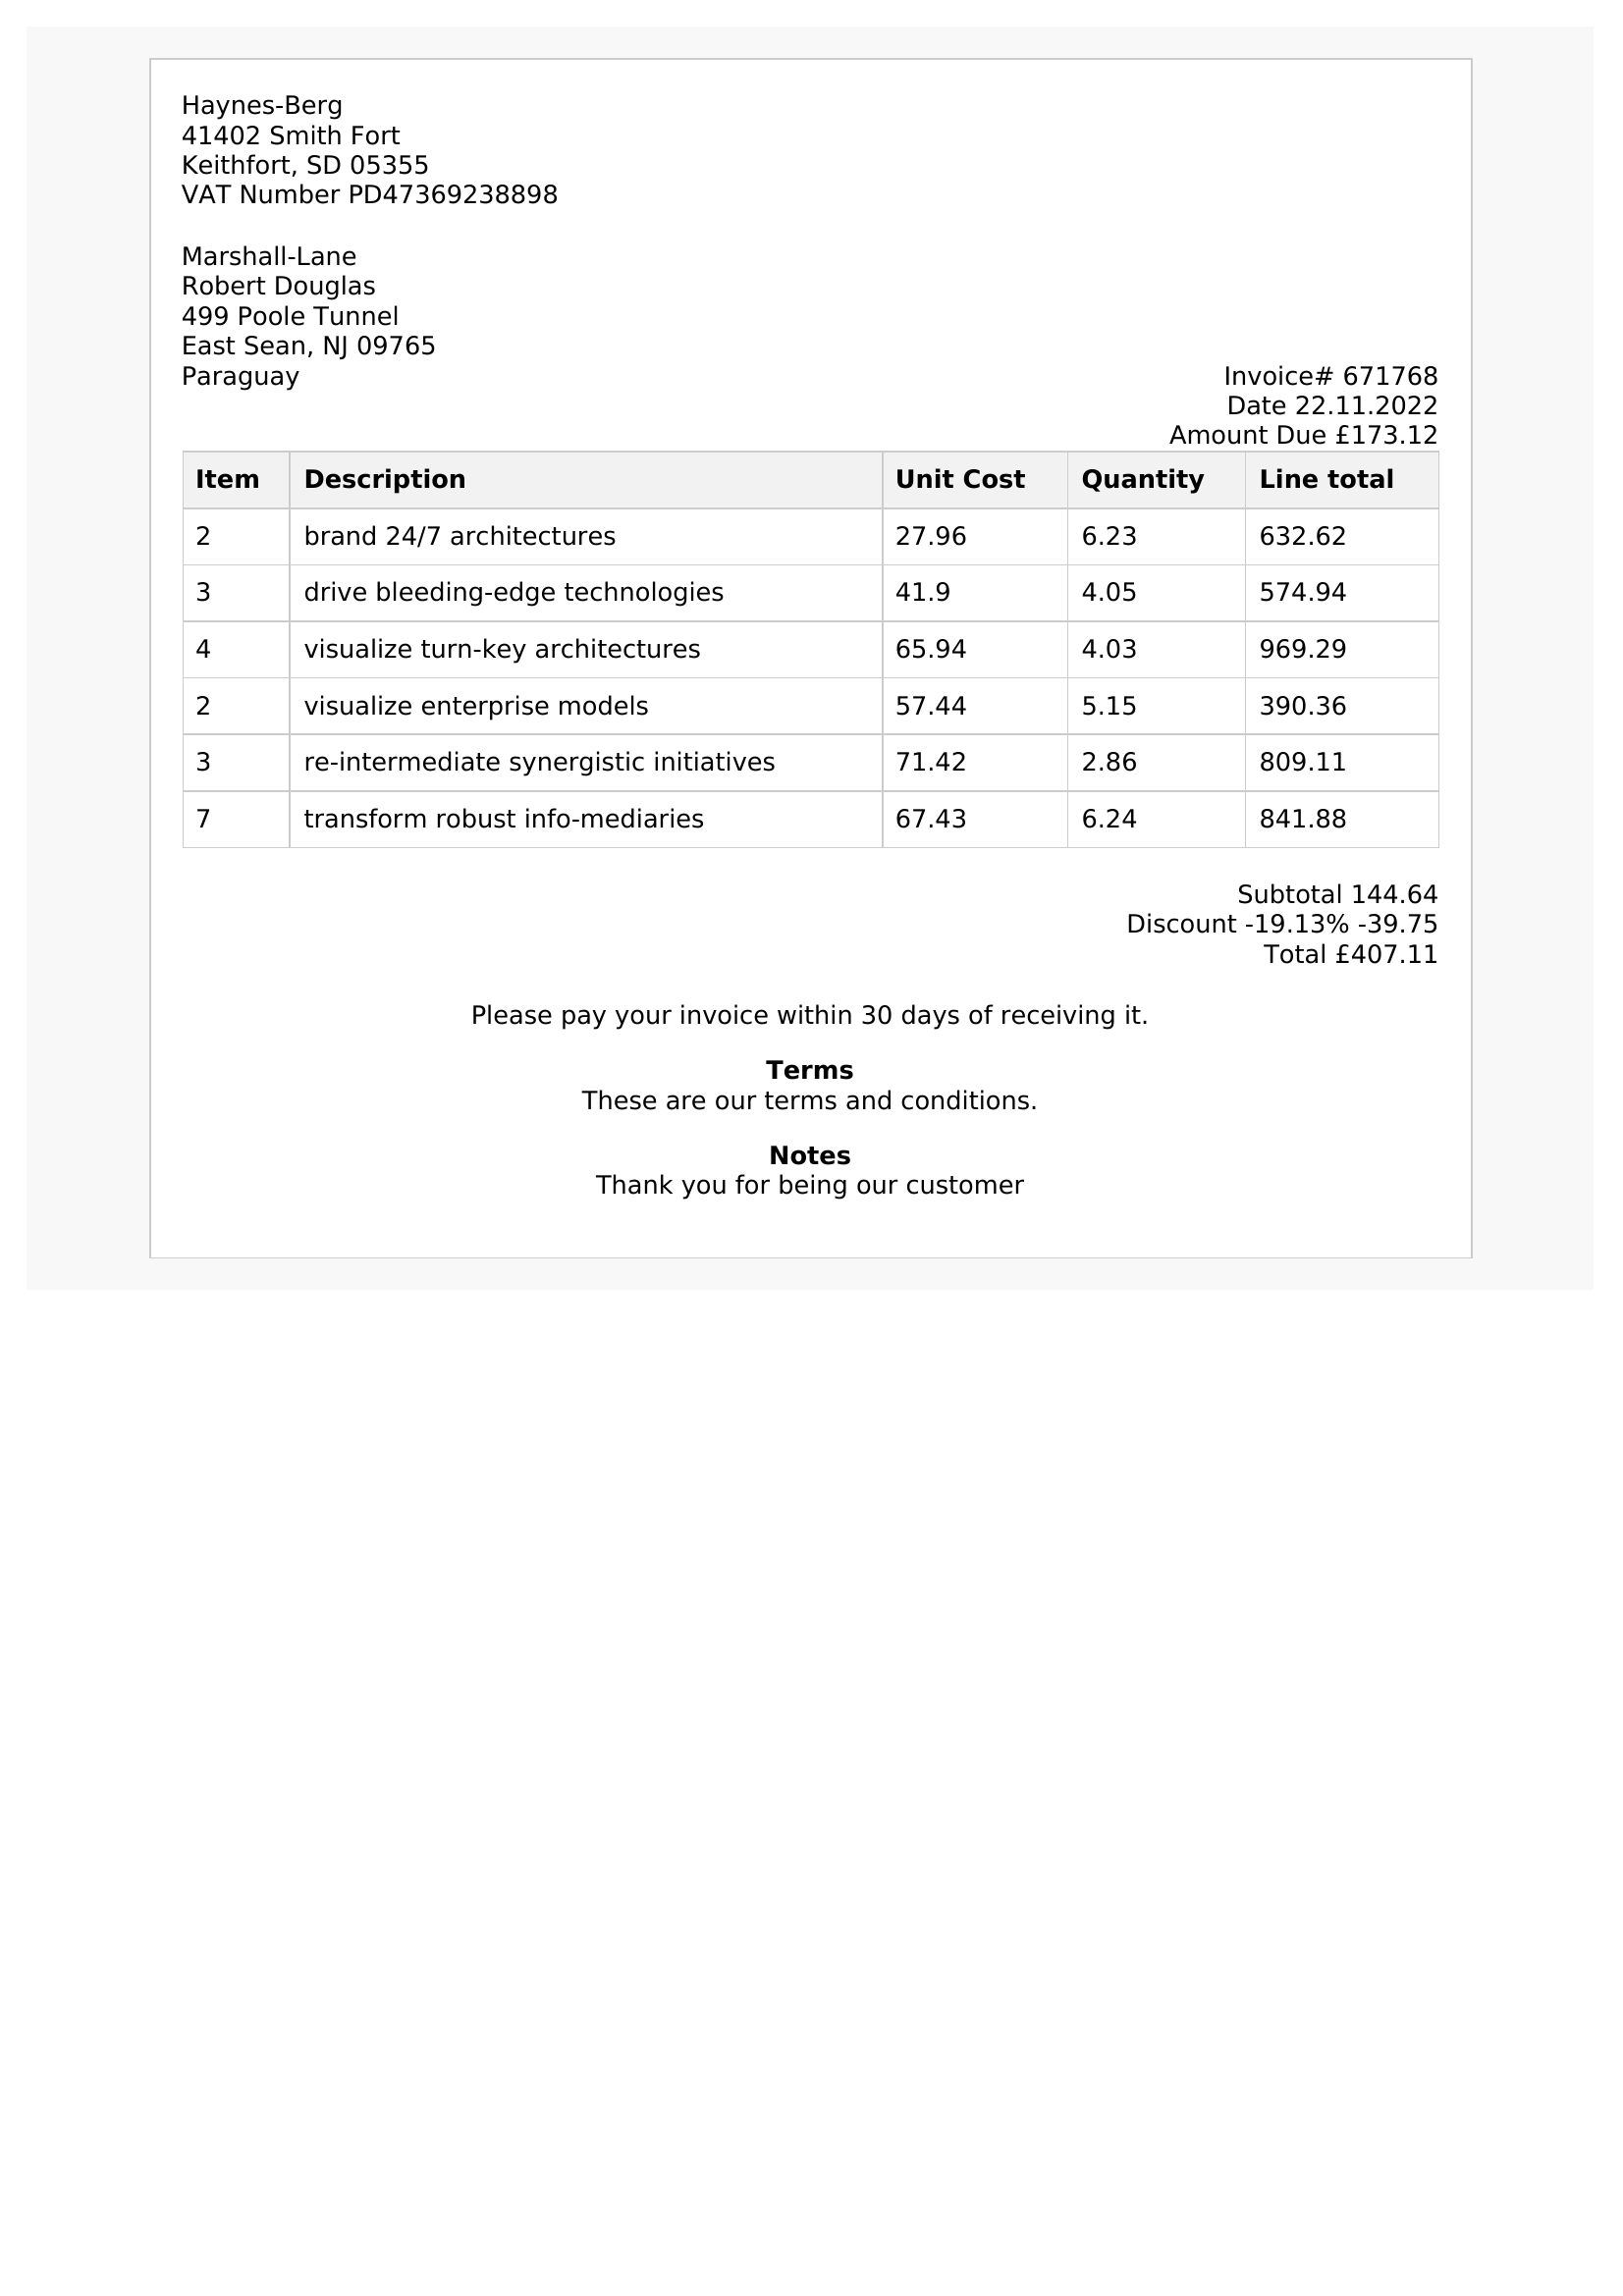 Haynes-Berg
41402 Smith Fort
Keithfort, SD 05355
VAT Number PD47369238898
Marshall-Lane
Robert Douglas
499 Poole Tunnel
East Sean, NJ 09765
Paraguay
Invoice# 671768
Date 22.11.2022
Amount Due £173.12
Item Description Unit Cost Quantity Line total
2 brand 24/7 architectures 27.96 6.23 632.62
3 drive bleeding-edge technologies 41.9 4.05 574.94
4 visualize turn-key architectures 65.94 4.03 969.29
2 visualize enterprise models 57.44 5.15 390.36
3 re-intermediate synergistic initiatives 71.42 2.86 809.11
7 transform robust info-mediaries 67.43 6.24 841.88
Subtotal 144.64
Discount -19.13% -39.75
Total £407.11
Please pay your invoice within 30 days of receiving it.
Terms
These are our terms and conditions.
Notes
Thank you for being our customer